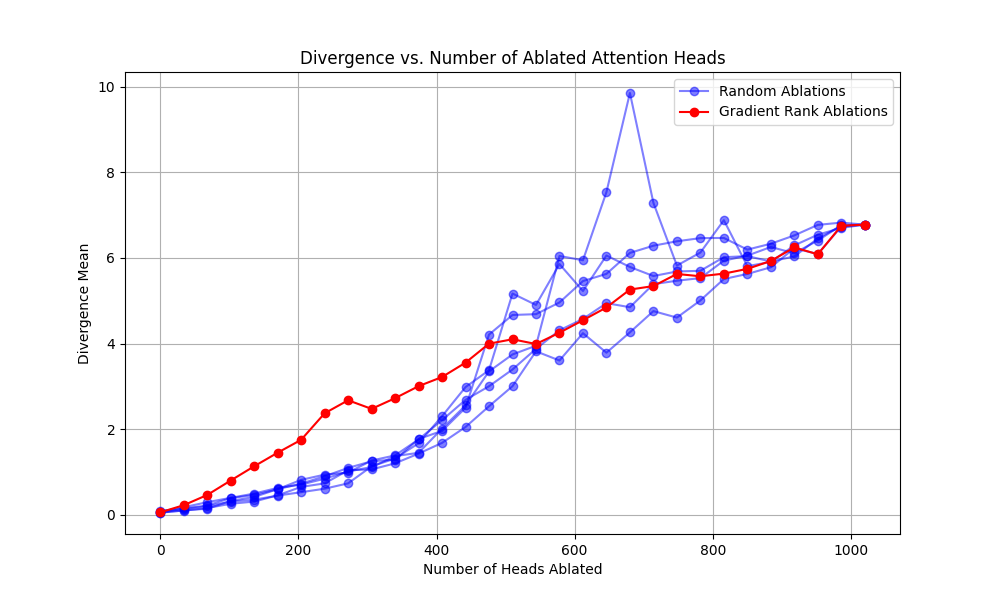 Divergence vs. Number of Ablated Attention Heads
Random Ablations
Gradient Rank Ablations
Divergence Mean
10
8
6
4
2
0
0 200 400 600 800 1000
Number of Heads Ablated